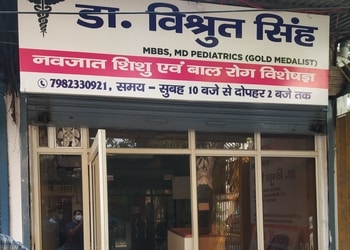 डा. विश्रुत सिंह
MBBS, MD PEDIATRICS (GOLD MEDALIST)
नवजात शिशु एवं बाल रोग विशेषज्ञ
7982330921, समय - सुबह 10 बजे से दोपहर 2 बजे तक